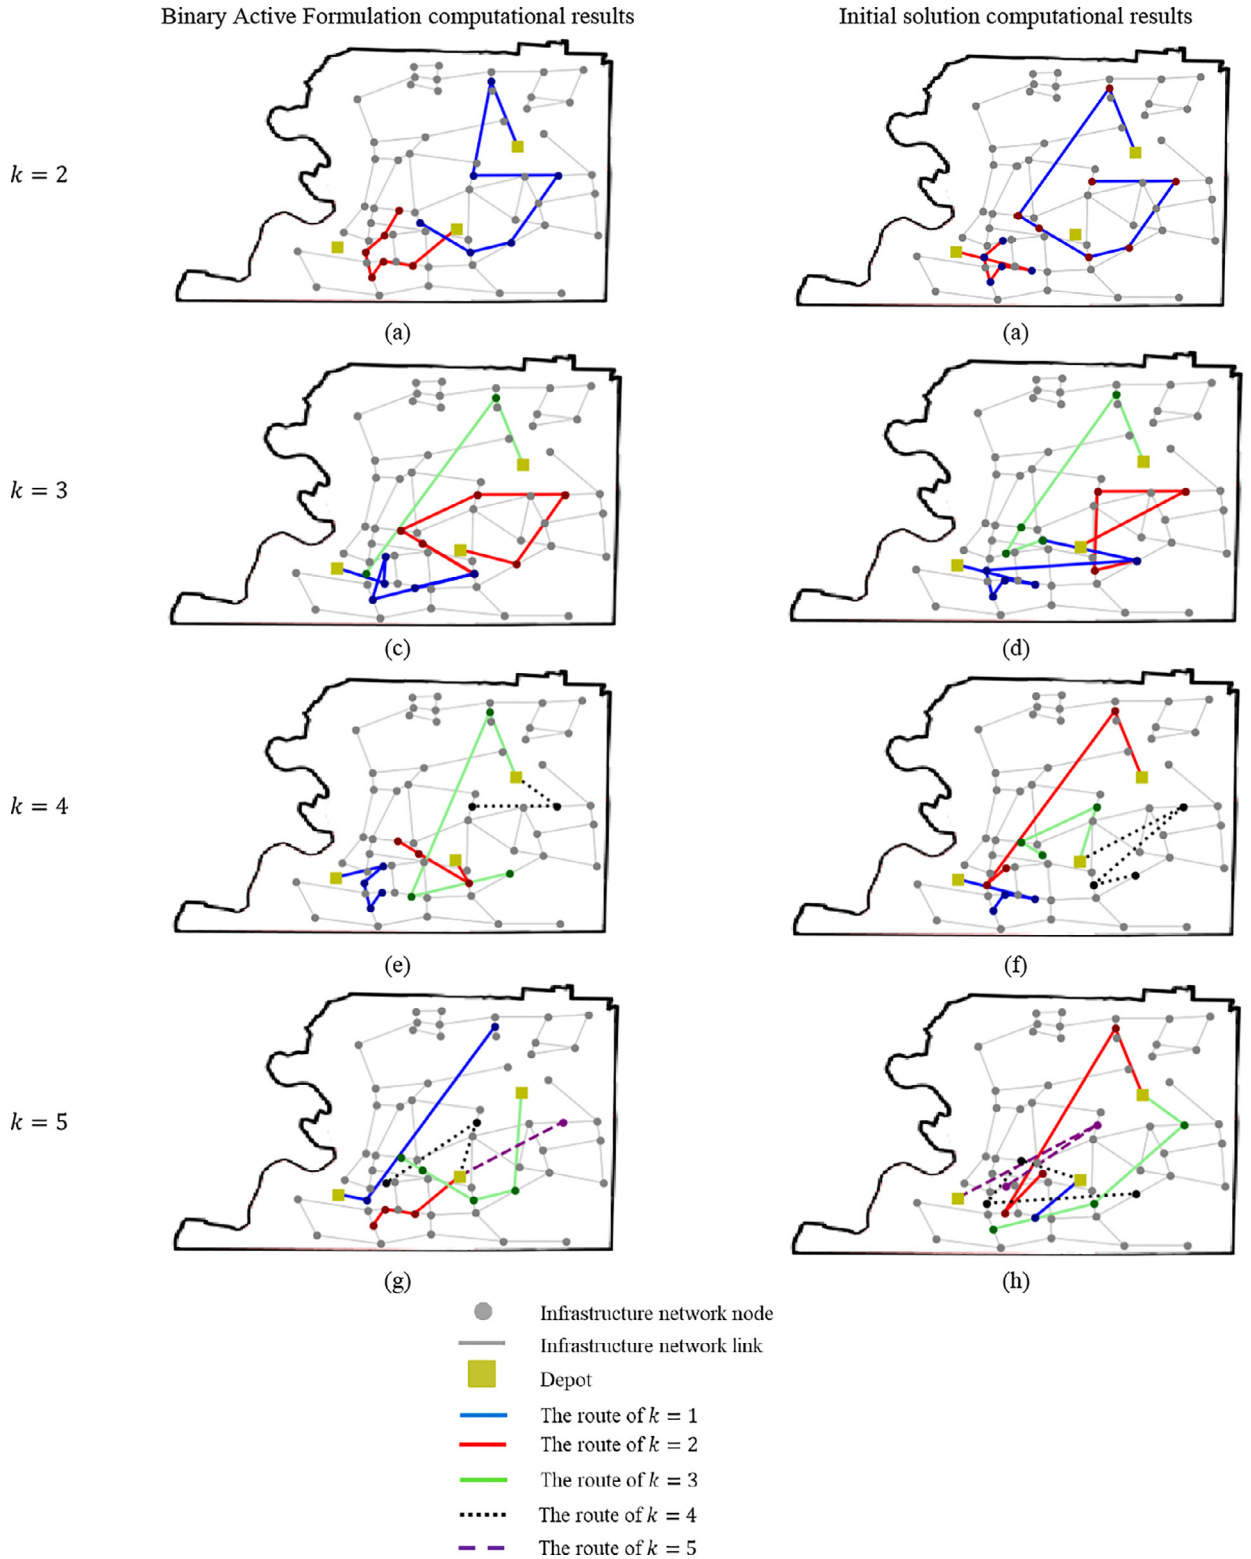 Binary Active Formulation computational results
Initial solution computational results
k = 2
(a)
(a)
k = 3
(c)
(d)
k = 4
(e)
(f)
k = 5
(g)
(h)
Infrastructure network node
Infrastructure network link
Depot
The route of k = 1
The route of k = 2
The route of k = 3
The route of k = 4
The route of k = 5